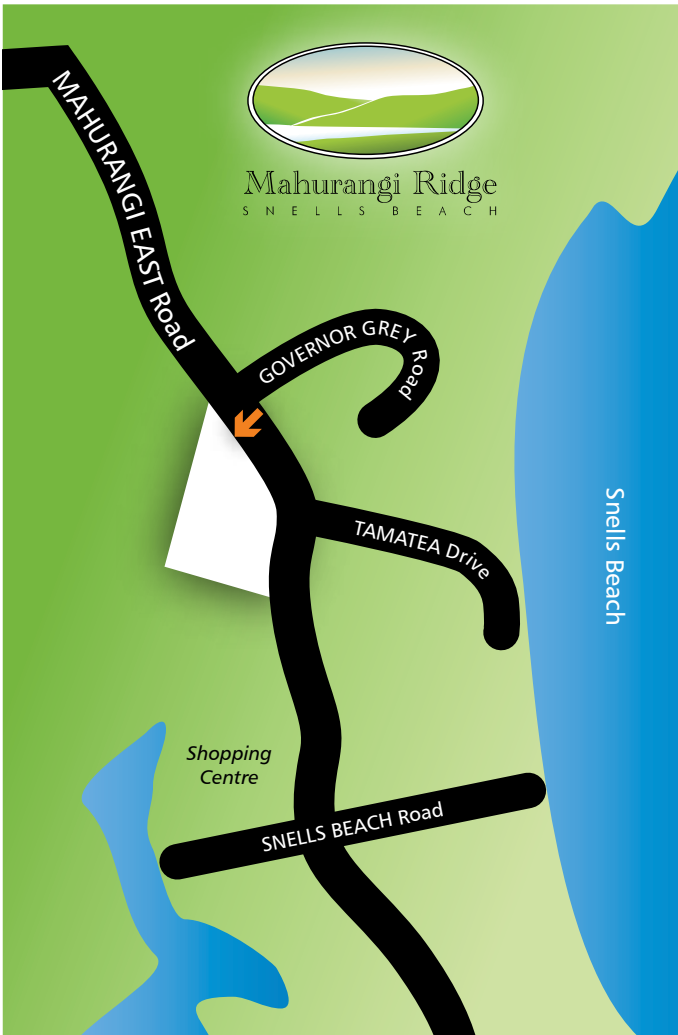 Mahurangi Ridge
SNELLS BEACH
MAHURANGI EAST Road
GOVERNOR GREY Road
TAMATEA Drive
Snells Beach
Shopping
Centre
SNELLS BEACH Road